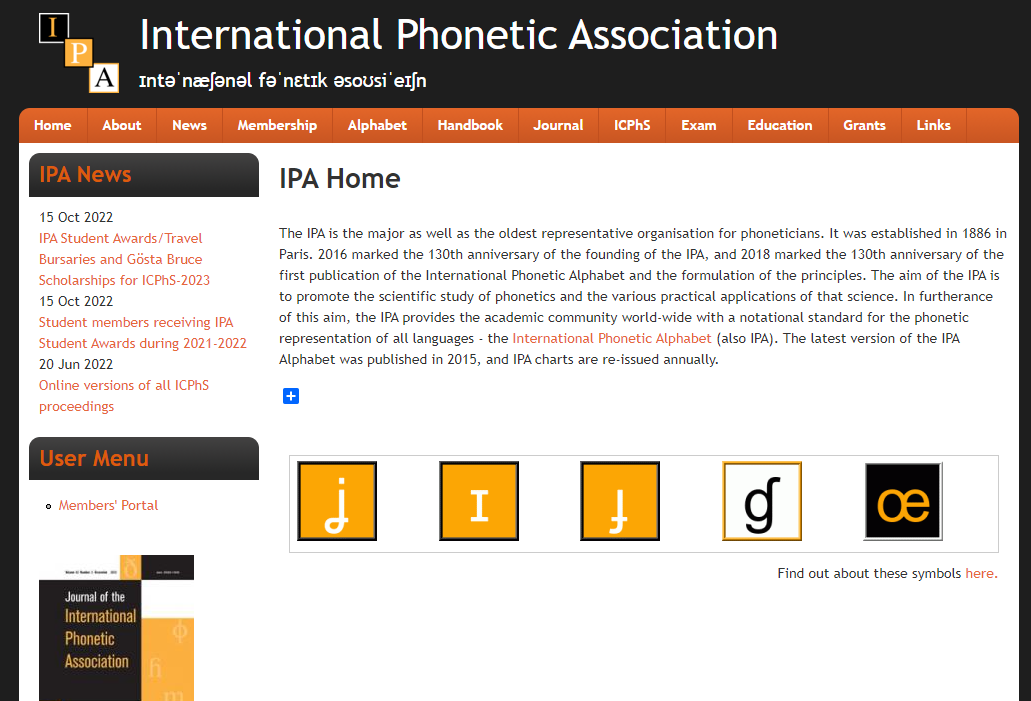 I
P
A
International Phonetic Association
ɪntəˈnæʃənəl fəˈnɛtɪk əsoʊsiˈeɪʃn
Home About News Membership Alphabet Handbook Journal ICPhS Exam Education Grants Links
IPA News
15 Oct 2022
IPA Student Awards/Travel
Bursaries and Gösta Bruce
Scholarships for ICPhS-2023
15 Oct 2022
Student members receiving IPA
Student Awards during 2021-2022
20 Jun 2022
Online versions of all ICPhS
proceedings
User Menu
Members' Portal
Journal of the
International
Phonetic
Association
IPA Home
The IPA is the major as well as the oldest representative organisation for phoneticians. It was established in 1886 in
Paris. 2016 marked the 130th anniversary of the founding of the IPA, and 2018 marked the 130th anniversary of the
first publication of the International Phonetic Alphabet and the formulation of the principles. The aim of the IPA is
to promote the scientific study of phonetics and the various practical applications of that science. In furtherance
of this aim, the IPA provides the academic community world-wide with a notational standard for the phonetic
representation of all languages - the International Phonetic Alphabet (also IPA). The latest version of the IPA
Alphabet was published in 2015, and IPA charts are re-issued annually.
ʝ ɪ ɟ ɠ œ
Find out about these symbols here.